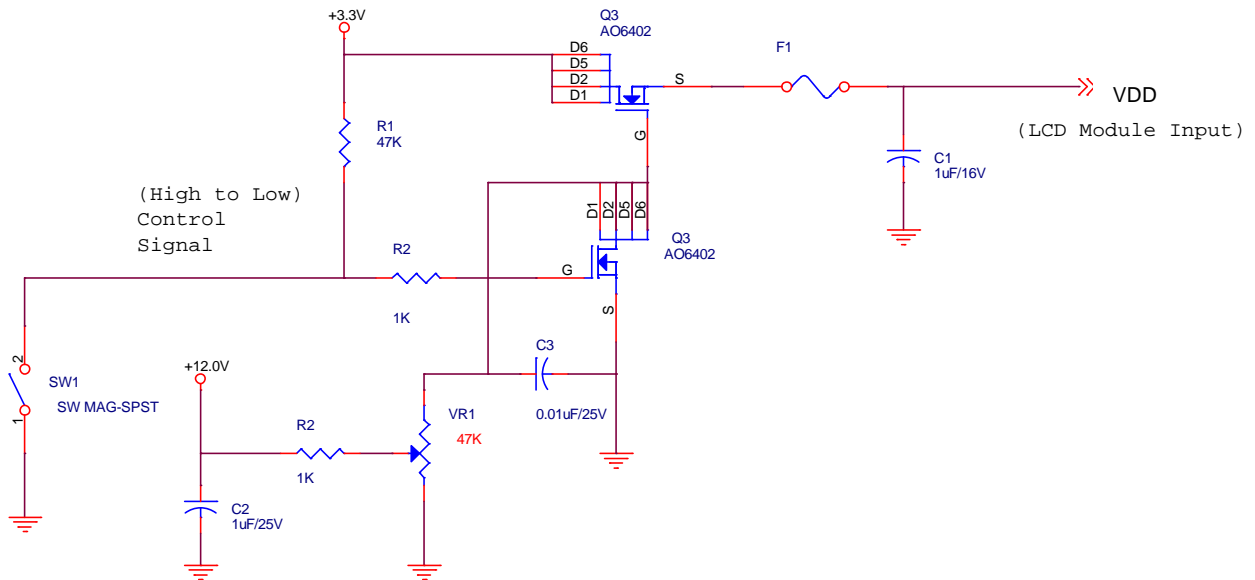 +3.3V
Q3
AO6402
D6
D5
D2
D1
S
G
F1
VDD
(LCD Module Input)
C1
1uF/16V
R1
47K
(High to Low)
Control
Signal
R2
1K
D1
D2
D5
D6
Q3
AO6402
G
S
2
1
SW1
SW MAG-SPST
+12.0V
R2
1K
VR1
47K
C3
0.01uF/25V
C2
1uF/25V